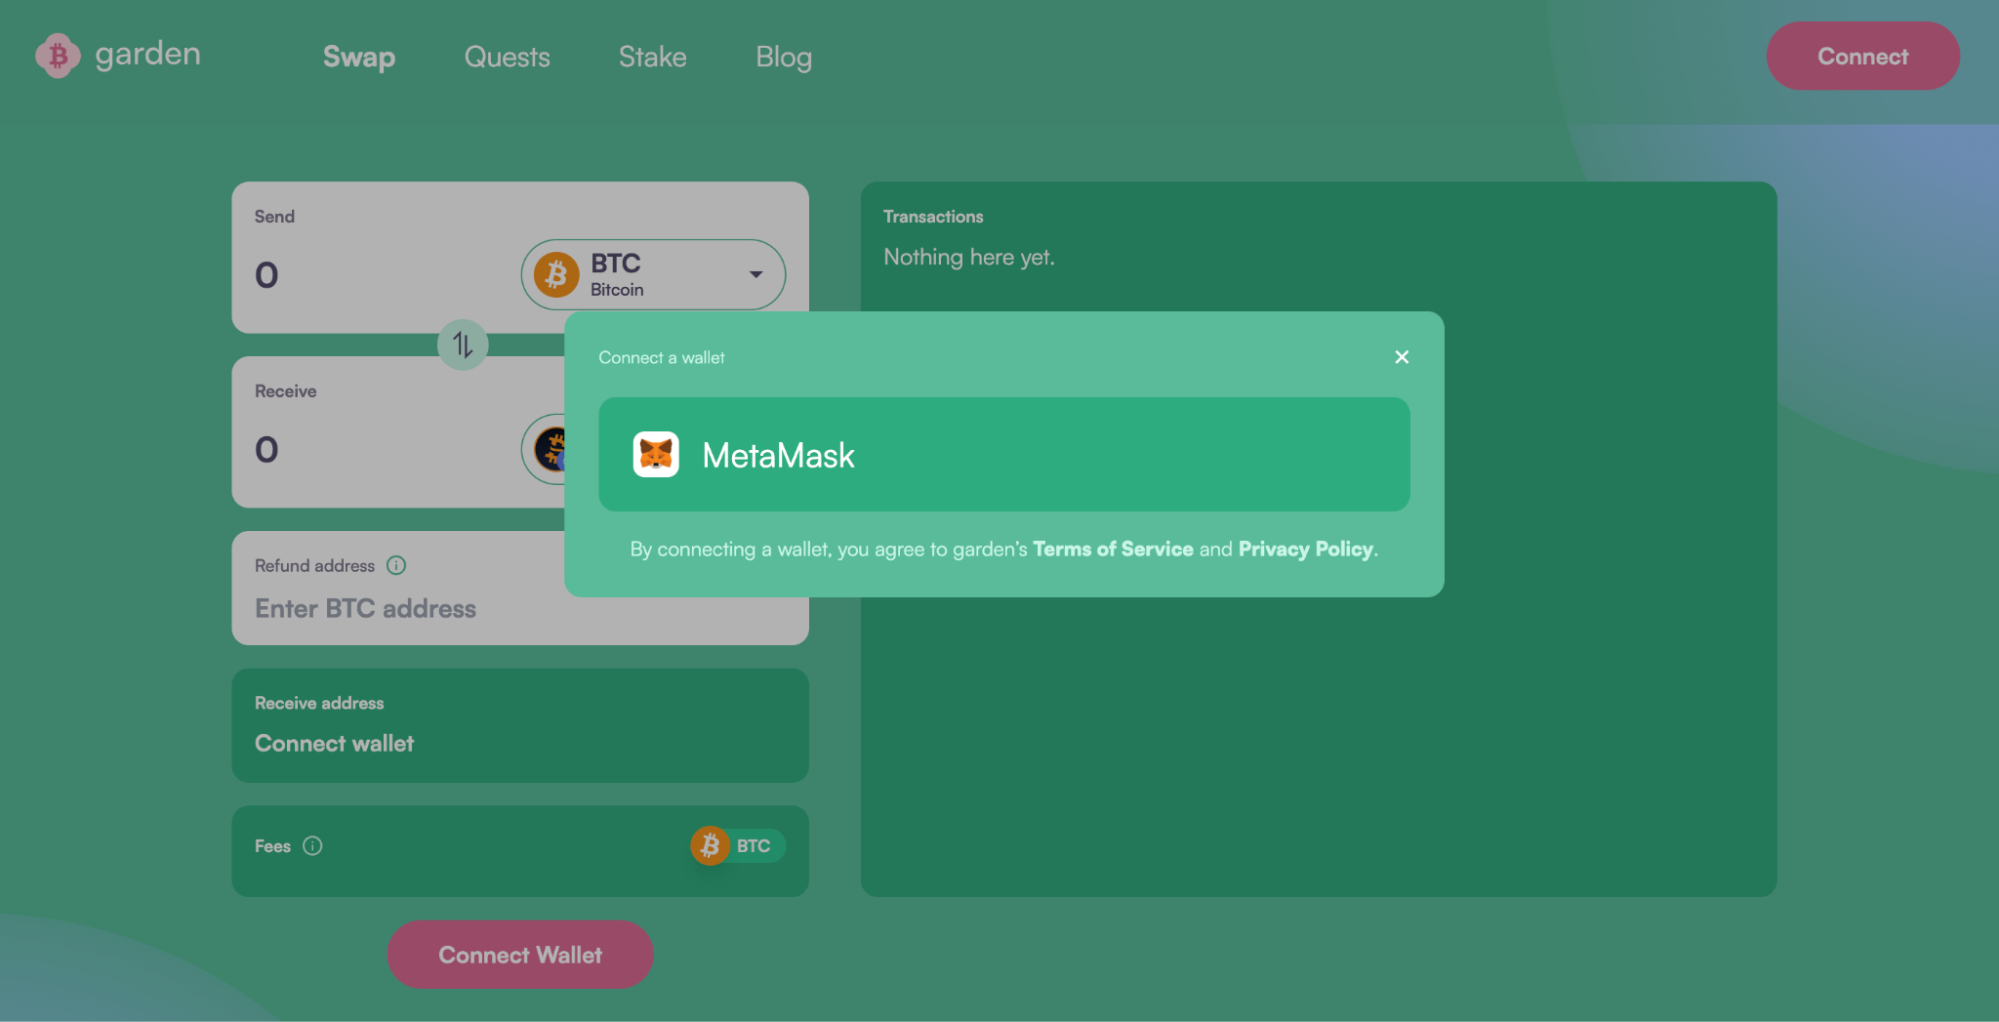 garden
Swap
Quests
Stake
Blog
Connect
Send
0
BTC
Bitcoin
Receive
0
Refund address
Enter BTC address
Receive address
Connect wallet
Fees
BTC
Connect Wallet
Transactions
Nothing here yet.
Connect a wallet
MetaMask
By connecting a wallet, you agree to garden's Terms of Service and Privacy Policy.